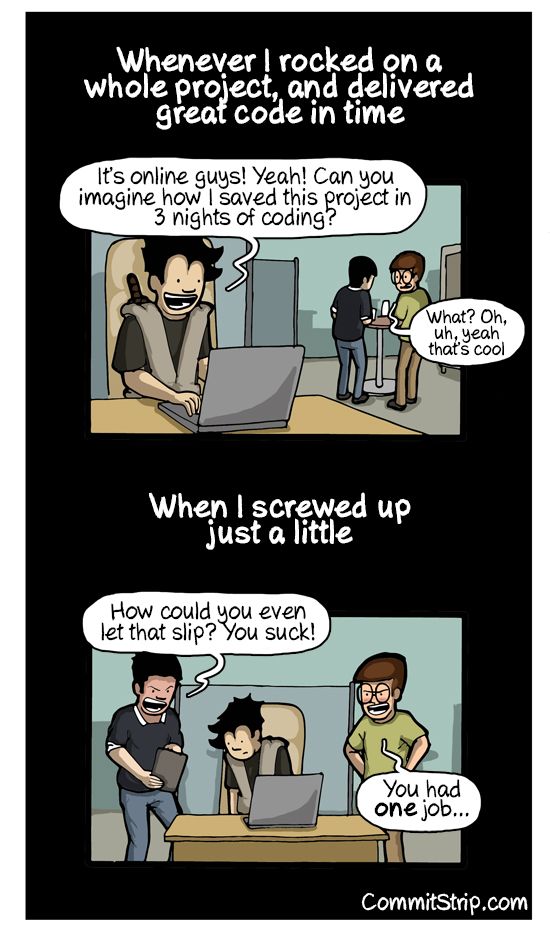 Whenever I rocked on a
whole project, and delivered
great code in time
It's online guys! Yeah! Can you
imagine how I saved this project in
3 nights of coding?
What? Oh,
uh, yeah
that's cool
When I screwed up
just a little
How could you even
let that slip? You suck!
You had
one job...
CommitStrip.com